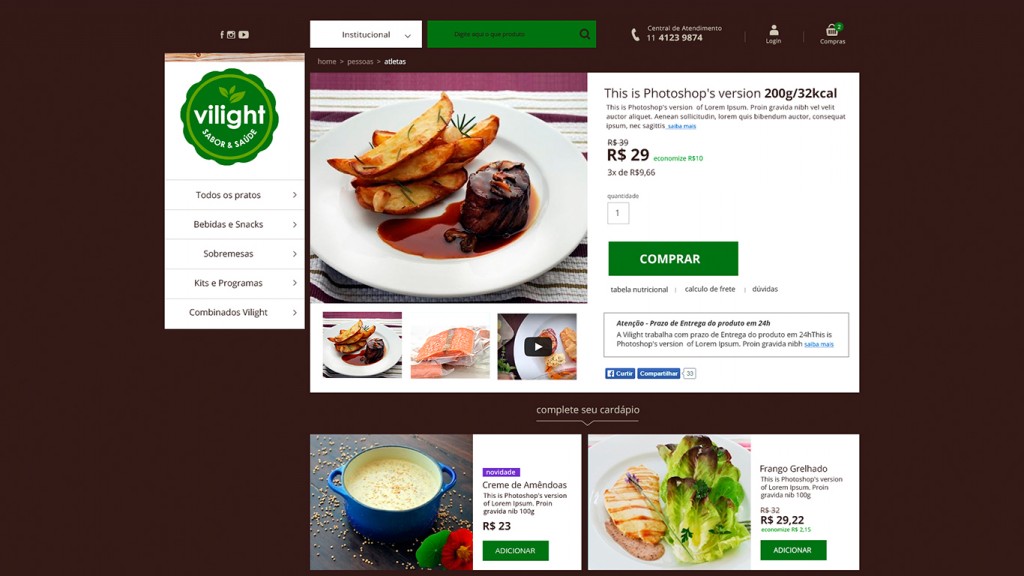 Institucional
Digite aqui o que produto
Central de Atendimento
11 4123 9874
Login
2
Compras
home > pessoas > atletas
vilight
SABOR & SAÚDE
Todos os pratos
Bebidas e Snacks
Sobremesas
Kits e Programas
Combinados Vilight
This is Photoshop's version 200g/32kcal
This is Photoshop's version of Lorem Ipsum. Proin gravida nibh vel velit
auctor aliquet. Aenean sollicitudin, lorem quis bibendum auctor, consequat
ipsum, nec sagittis saiba mais
R$ 39
R$ 29 economize R$10
3x de R$9,66
quantidade
1
COMPRAR
tabela nutricional | calculo de frete | dúvidas
Atenção - Prazo de Entrega do produto em 24h
A Vilight trabalha com prazo de Entrega do produto em 24hThis is
Photoshop's version of Lorem Ipsum. Proin gravida nibh saiba mais
Curtir Compartilhar 33
complete seu cardápio
novidade
Creme de Amêndoas
This is Photoshop's version
of Lorem Ipsum. Proin
gravida nib 100g
R$ 23
ADICIONAR
Frango Grelhado
This is Photoshop's version
of Lorem Ipsum. Proin
gravida nib 100g
R$ 32
R$ 29,22
economize R$ 2,15
ADICIONAR